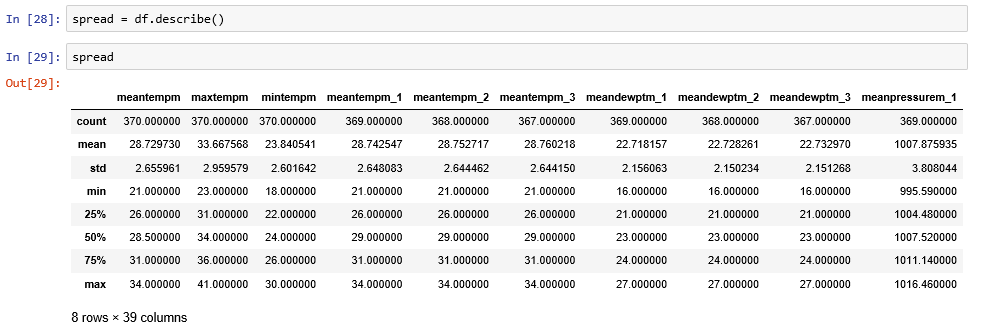 In [28]: spread = df.describe()
In [29]: spread
Out[29]:
meantempm maxtempm mintempm meantempm_1 meantempm_2 meantempm_3 meandewptm_1 meandewptm_2 meandewptm_3 meanpressurem_1
count 370.000000 370.000000 370.000000 369.000000 368.000000 367.000000 369.000000 368.000000 367.000000 369.000000
mean 28.729730 33.667568 23.840541 28.742547 28.752717 28.760218 22.718157 22.728261 22.732970 1007.875935
std 2.655961 2.959579 2.601642 2.648083 2.644462 2.644150 2.156063 2.150234 2.151268 3.808044
min 21.000000 23.000000 18.000000 21.000000 21.000000 21.000000 16.000000 16.000000 16.000000 995.590000
25% 26.000000 31.000000 22.000000 26.000000 26.000000 26.000000 21.000000 21.000000 21.000000 1004.480000
50% 28.500000 34.000000 24.000000 29.000000 29.000000 29.000000 23.000000 23.000000 23.000000 1007.520000
75% 31.000000 36.000000 26.000000 31.000000 31.000000 31.000000 24.000000 24.000000 24.000000 1011.140000
max 34.000000 41.000000 30.000000 34.000000 34.000000 34.000000 27.000000 27.000000 27.000000 1016.460000
8 rows × 39 columns